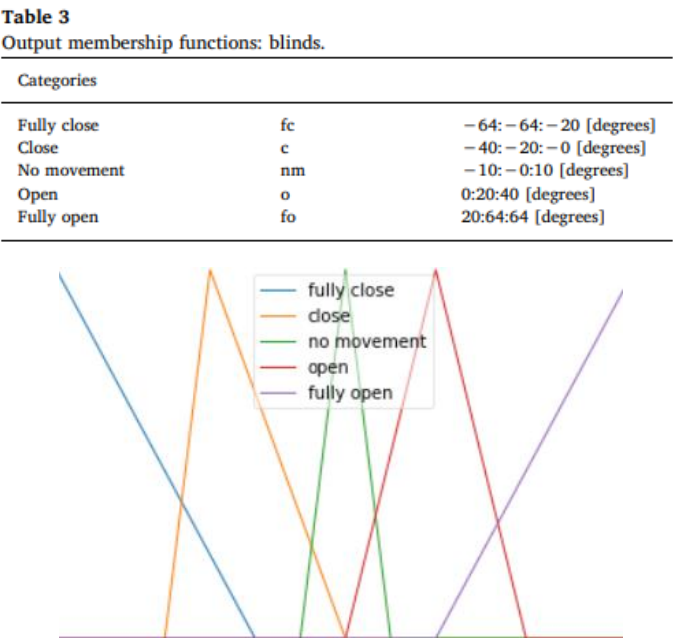 Table 3
Output membership functions: blinds.
Categories
Fully close fc −64:−64:−20 [degrees]
Close c −40:−20:−0 [degrees]
No movement nm −10:−0:10 [degrees]
Open o 0:20:40 [degrees]
Fully open fo 20:64:64 [degrees]
fully close
close
no movement
open
fully open